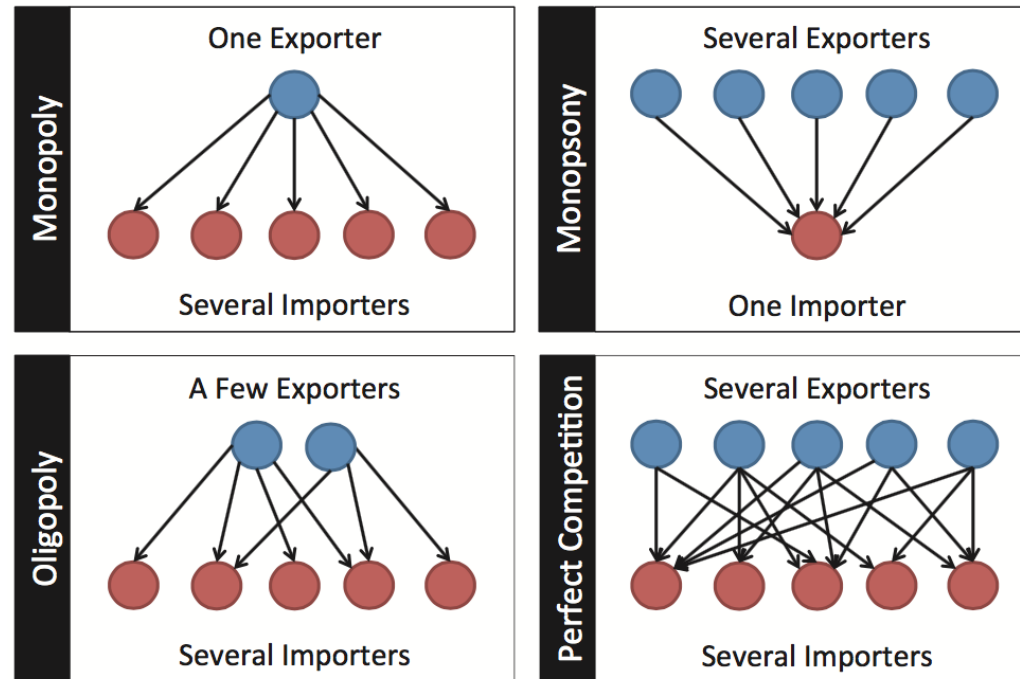 Monopoly
One Exporter
Several Importers
Monopsony
Several Exporters
One Importer
Oligopoly
A Few Exporters
Several Importers
Perfect Competition
Several Exporters
Several Importers